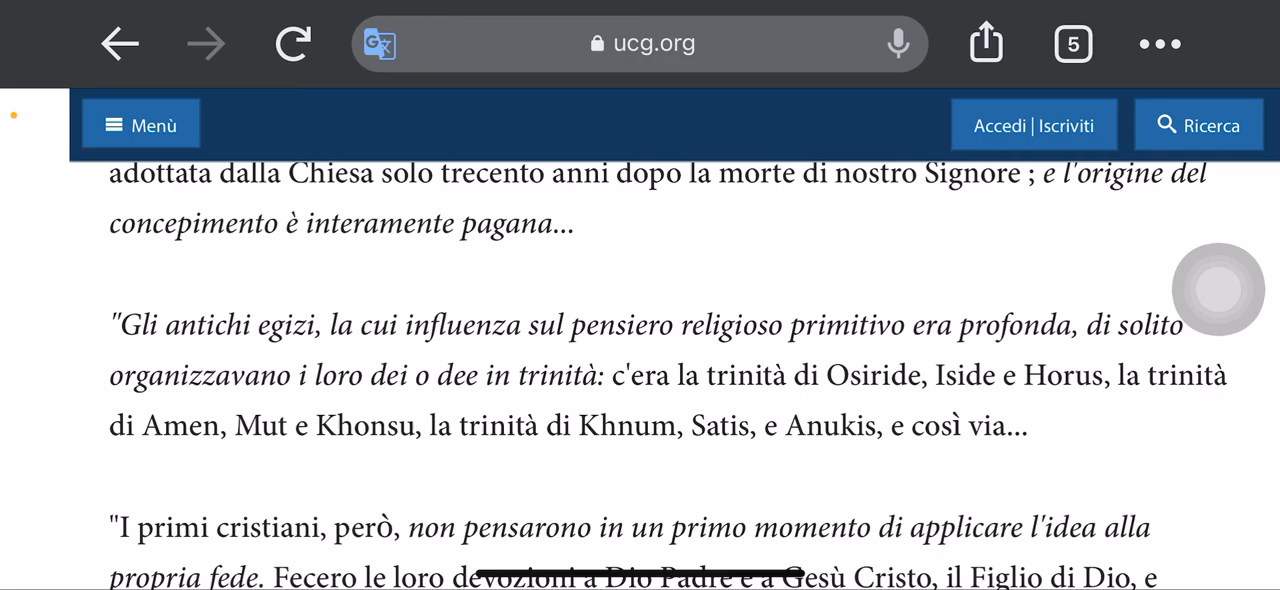 ucg.org
5
Menù
Accedi | Iscriviti
Ricerca
adottata dalla Chiesa solo trecento anni dopo la morte di nostro Signore ; e l'origine del
concepimento è interamente pagana...
"Gli antichi egizi, la cui influenza sul pensiero religioso primitivo era profonda, di solito
organizzavano i loro dei o dee in trinità: c'era la trinità di Osiride, Iside e Horus, la trinità
di Amen, Mut e Khonsu, la trinità di Khnum, Satis, e Anukis, e così via...
"I primi cristiani, però, non pensarono in un primo momento di applicare l'idea alla
propria fede. Fecero le loro devozioni a Dio Padre e a Gesù Cristo, il Figlio di Dio, e